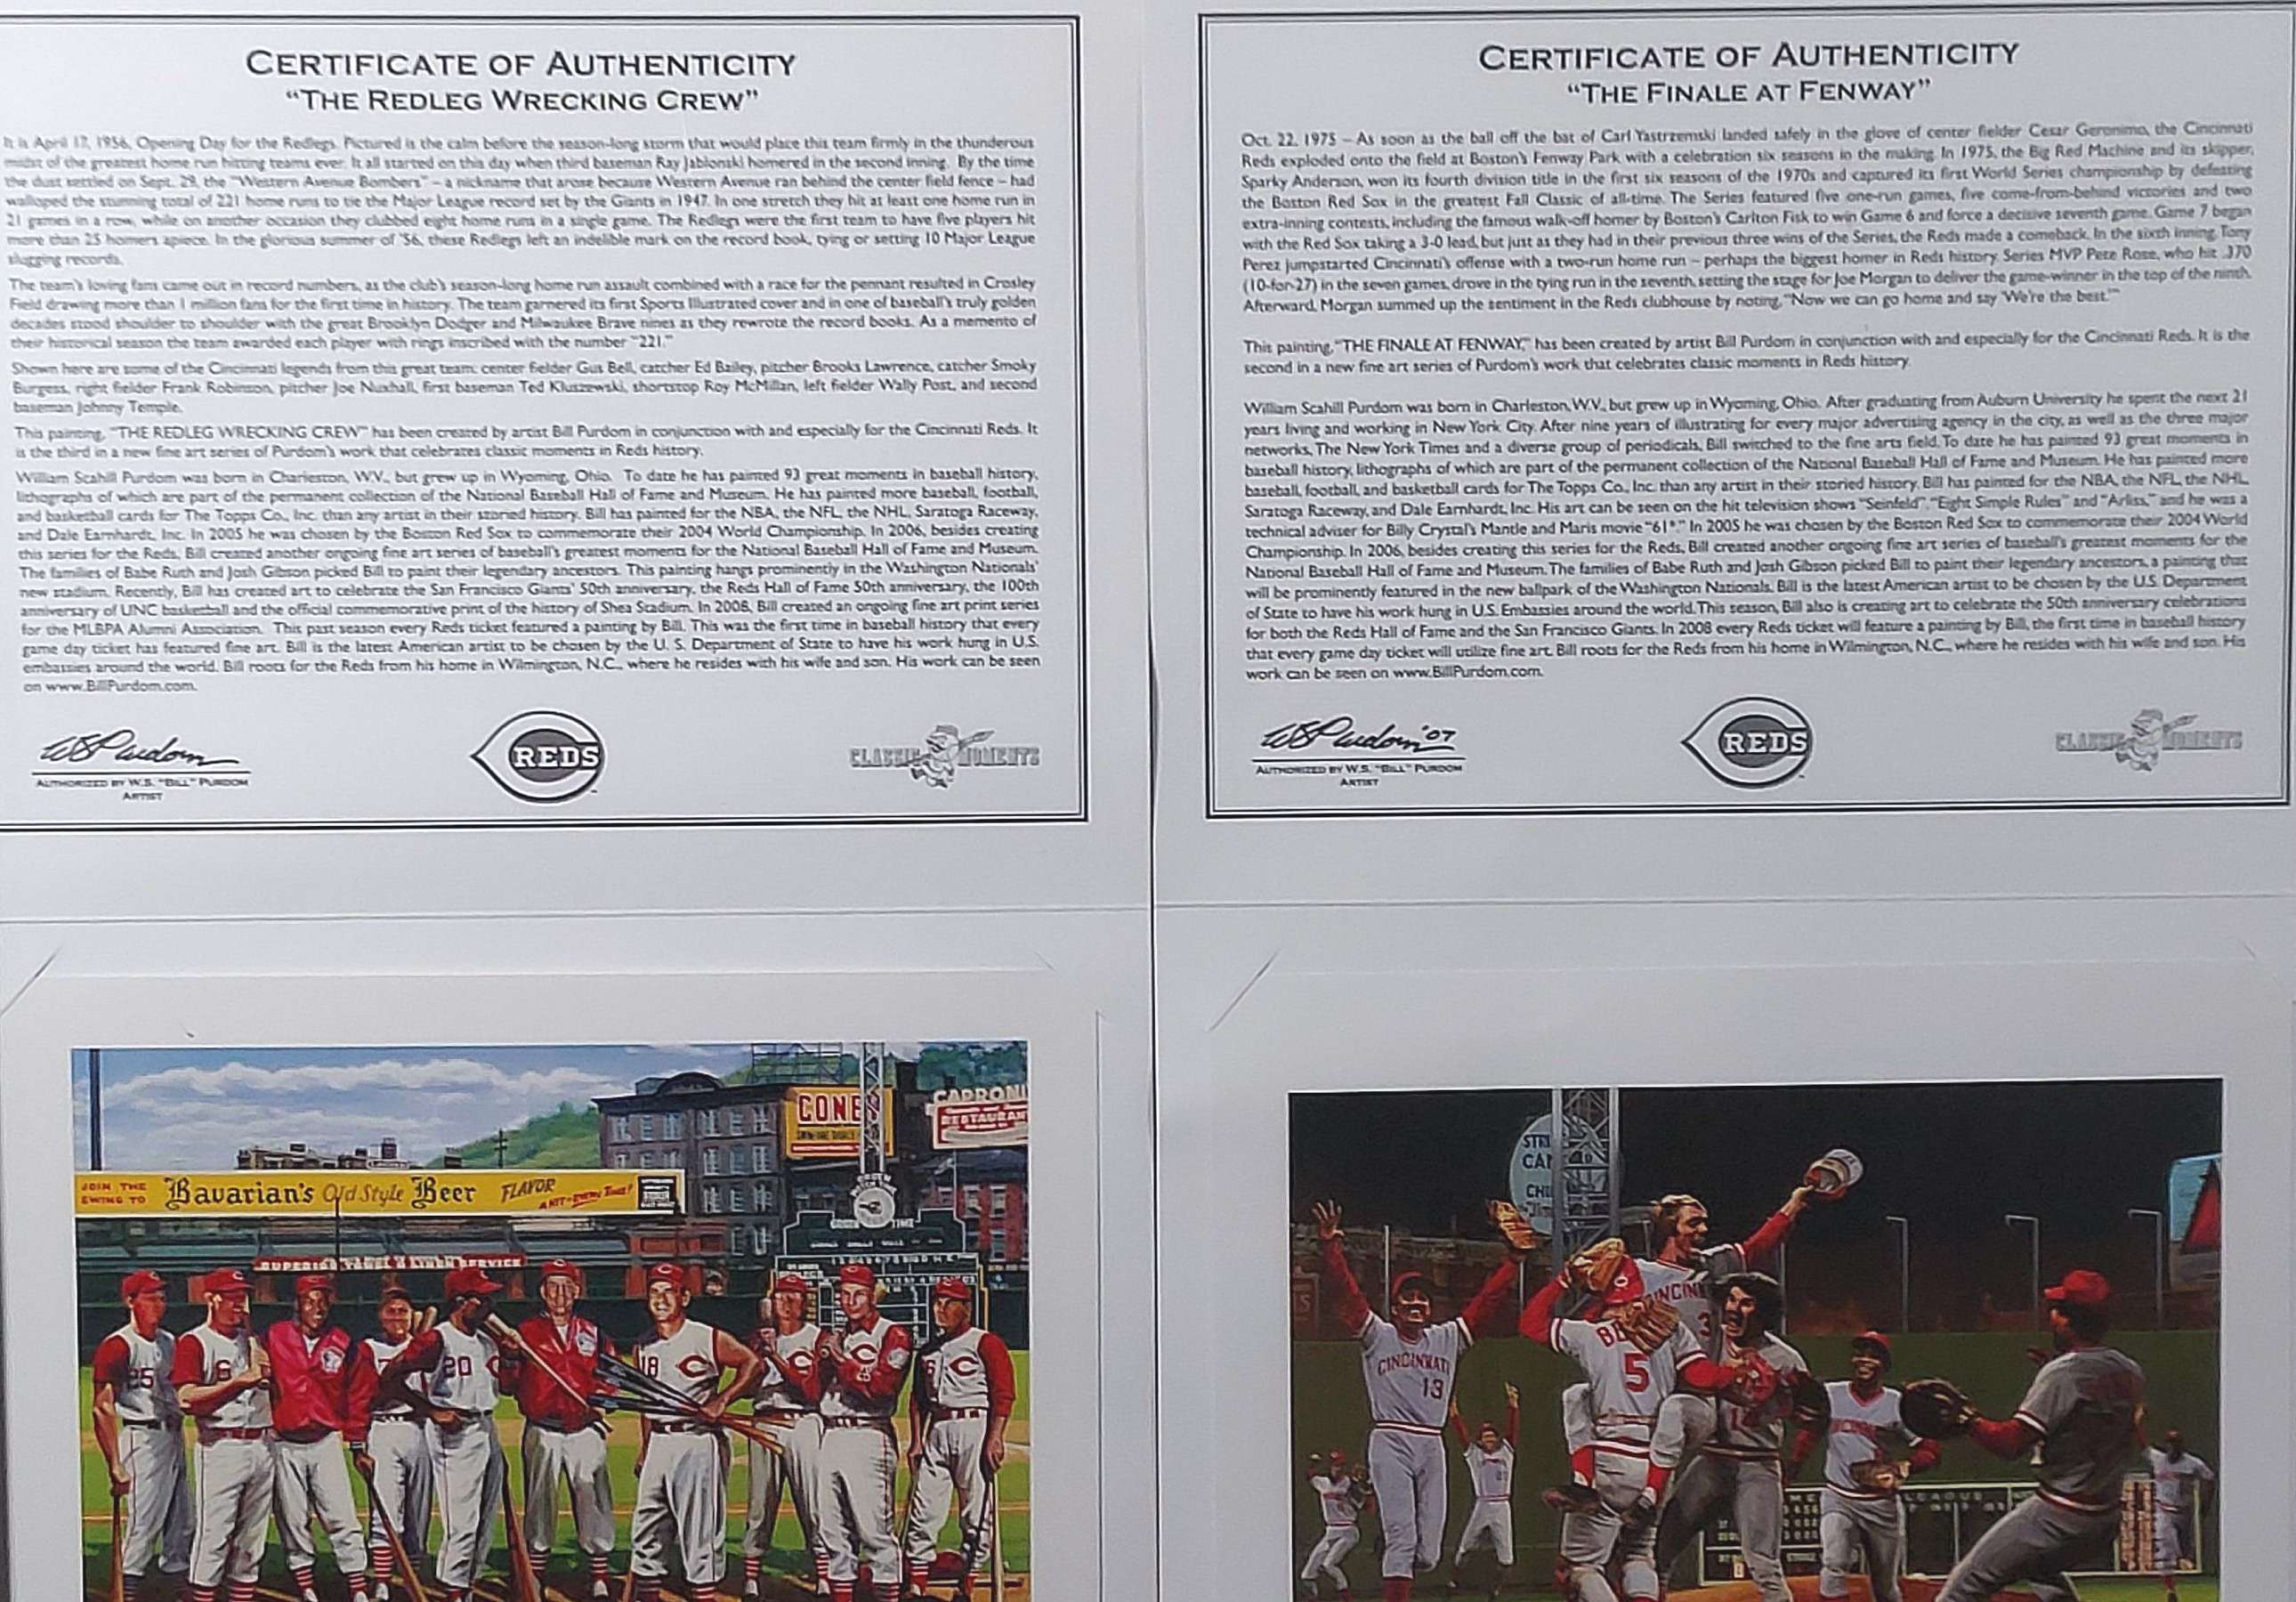 CERTIFICATE OF AUTHENTICITY
"THE REDLEG WRECKING CREW"
It is April 17, 1956, Opening Day for the Redlegs. Pictured is the calm before the season-long storm that would place this team firmly in the thunderous
midst of the greatest home run hitting teams ever. It all started on this day when third baseman Ray Jablonski homered in the second inning. By the time
the dust settled on Sept. 29, the "Western Avenue Bombers" – a nickname that arose because Western Avenue ran behind the center field fence – had
walloped the stunning total of 221 home runs to tie the Major League record set by the Giants in 1947. In one stretch they hit at least one home run in
21 games in a row, while on another occasion they clubbed eight home runs in a single game. The Redlegs were the first team to have five players hit
more than 25 homers apiece. In the glorious summer of '56, these Redlegs left an indelible mark on the record book, tying or setting 10 Major League
slugging records.
The team's loving fans came out in record numbers, as the club's season-long home run assault combined with a race for the pennant resulted in Crosley
Field drawing more than 1 million fans for the first time in history. The team garnered its first Sports Illustrated cover and in one of baseball's truly golden
decades stood shoulder to shoulder with the great Brooklyn Dodger and Milwaukee Brave nines as they rewrote the record books. As a memento of
their historical season the team awarded each player with rings inscribed with the number "221."
Shown here are some of the Cincinnati legends from this great team: center fielder Gus Bell, catcher Ed Bailey, pitcher Brooks Lawrence, catcher Smoky
Burgess, right fielder Frank Robinson, pitcher Joe Nuxhall, first baseman Ted Kluszewski, shortstop Roy McMillan, left fielder Wally Post, and second
baseman Johnny Temple.
This painting, "THE REDLEG WRECKING CREW" has been created by artist Bill Purdom in conjunction with and especially for the Cincinnati Reds. It
is the third in a new fine art series of Purdom's work that celebrates classic moments in Reds history.
William Scahill Purdom was born in Charleston, W.V., but grew up in Wyoming, Ohio. To date he has painted 93 great moments in baseball history,
lithographs of which are part of the permanent collection of the National Baseball Hall of Fame and Museum. He has painted more baseball, football,
and basketball cards for The Topps Co., Inc. than any artist in their storied history. Bill has painted for the NBA, the NFL, the NHL, Saratoga Raceway,
and Dale Earnhardt, Inc. In 2005 he was chosen by the Boston Red Sox to commemorate their 2004 World Championship. In 2006, besides creating
this series for the Reds, Bill created another ongoing fine art series of baseball's greatest moments for the National Baseball Hall of Fame and Museum.
The families of Babe Ruth and Josh Gibson picked Bill to paint their legendary ancestors. This painting hangs prominently in the Washington Nationals'
new stadium. Recently, Bill has created art to celebrate the San Francisco Giants' 50th anniversary, the Reds Hall of Fame 50th anniversary, the 100th
anniversary of UNC basketball and the official commemorative print of the history of Shea Stadium. In 2008, Bill created an ongoing fine art print series
for the MLBPA Alumni Association. This past season every Reds ticket featured a painting by Bill. This was the first time in baseball history that every
game day ticket has featured fine art. Bill is the latest American artist to be chosen by the U. S. Department of State to have his work hung in U.S.
embassies around the world. Bill roots for the Reds from his home in Wilmington, N.C., where he resides with his wife and son. His work can be seen
on www.BillPurdom.com.
WS Purdom
AUTHORIZED BY W.S. "BILL" PURDOM
ARTIST
REDS
CLASSIC MOMENTS
CERTIFICATE OF AUTHENTICITY
"THE FINALE AT FENWAY"
Oct. 22, 1975 – As soon as the ball off the bat of Carl Yastrzemski landed safely in the glove of center fielder Cesar Geronimo, the Cincinnati
Reds exploded onto the field at Boston's Fenway Park with a celebration six seasons in the making. In 1975, the Big Red Machine and its skipper,
Sparky Anderson, won its fourth division title in the first six seasons of the 1970s and captured its first World Series championship by defeating
the Boston Red Sox in the greatest Fall Classic of all-time. The Series featured five one-run games, five come-from-behind victories and two
extra-inning contests, including the famous walk-off homer by Boston's Carlton Fisk to win Game 6 and force a decisive seventh game. Game 7 began
with the Red Sox taking a 3-0 lead, but just as they had in their previous three wins of the Series, the Reds made a comeback. In the sixth inning, Tony
Perez jumpstarted Cincinnati's offense with a two-run home run – perhaps the biggest homer in Reds history. Series MVP Pete Rose, who hit .370
(10-for-27) in the seven games, drove in the tying run in the seventh, setting the stage for Joe Morgan to deliver the game-winner in the top of the ninth.
Afterward, Morgan summed up the sentiment in the Reds clubhouse by noting, "Now we can go home and say 'We're the best.'"
This painting, "THE FINALE AT FENWAY," has been created by artist Bill Purdom in conjunction with and especially for the Cincinnati Reds. It is the
second in a new fine art series of Purdom's work that celebrates classic moments in Reds history.
William Scahill Purdom was born in Charleston, W.V., but grew up in Wyoming, Ohio. After graduating from Auburn University he spent the next 21
years living and working in New York City. After nine years of illustrating for every major advertising agency in the city, as well as the three major
networks, The New York Times and a diverse group of periodicals, Bill switched to the fine arts field. To date he has painted 93 great moments in
baseball history, lithographs of which are part of the permanent collection of the National Baseball Hall of Fame and Museum. He has painted more
baseball, football, and basketball cards for The Topps Co., Inc. than any artist in their storied history. Bill has painted for the NBA, the NFL, the NHL,
Saratoga Raceway, and Dale Earnhardt, Inc. His art can be seen on the hit television shows "Seinfeld", "Eight Simple Rules" and "Arliss," and he was a
technical adviser for Billy Crystal's Mantle and Maris movie "61*." In 2005 he was chosen by the Boston Red Sox to commemorate their 2004 World
Championship. In 2006, besides creating this series for the Reds, Bill created another ongoing fine art series of baseball's greatest moments for the
National Baseball Hall of Fame and Museum. The families of Babe Ruth and Josh Gibson picked Bill to paint their legendary ancestors, a painting that
will be prominently featured in the new ballpark of the Washington Nationals. Bill is the latest American artist to be chosen by the U.S. Department
of State to have his work hung in U.S. Embassies around the world. This season, Bill also is creating art to celebrate the 50th anniversary celebrations
for both the Reds Hall of Fame and the San Francisco Giants. In 2008 every Reds ticket will feature a painting by Bill, the first time in baseball history
that every game day ticket will utilize fine art. Bill roots for the Reds from his home in Wilmington, N.C., where he resides with his wife and son. His
work can be seen on www.BillPurdom.com.
WS Purdom '07
AUTHORIZED BY W.S. "BILL" PURDOM
ARTIST
REDS
CLASSIC MOMENTS
CONEY
CAPRONI
RESTAURANT
JOIN THE
SWING TO
Bavarian's Old Style Beer
FLAVOR
A HIT-EVERY TIME!
SUPERIOR TOWEL & LINEN SERVICE
TIME
25
6
20
18
C
STRI
CA
CHI
CINCINNATI
13
CINCIN
3
BE
5
14